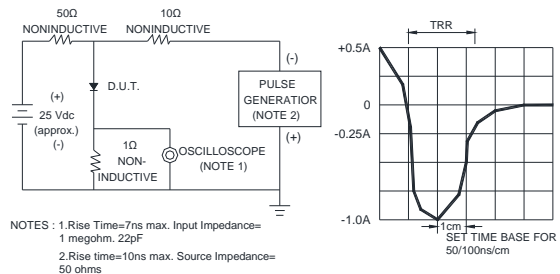 50Ω
NONINDUCTIVE
10Ω
NONINDUCTIVE
(+)
25 Vdc
(approx.)
(-)
D.U.T.
1Ω
NON-
INDUCTIVE
OSCILLOSCOPE
(NOTE 1)
(-)
PULSE
GENERATIOR
(NOTE 2)
(+)
NOTES : 1.Rise Time=7ns max. Input Impedance=
1 megohm. 22pF
2.Rise time=10ns max. Source Impedance=
50 ohms
TRR
+0.5A
0
-0.25A
-1.0A
1cm
SET TIME BASE FOR
50/100ns/cm